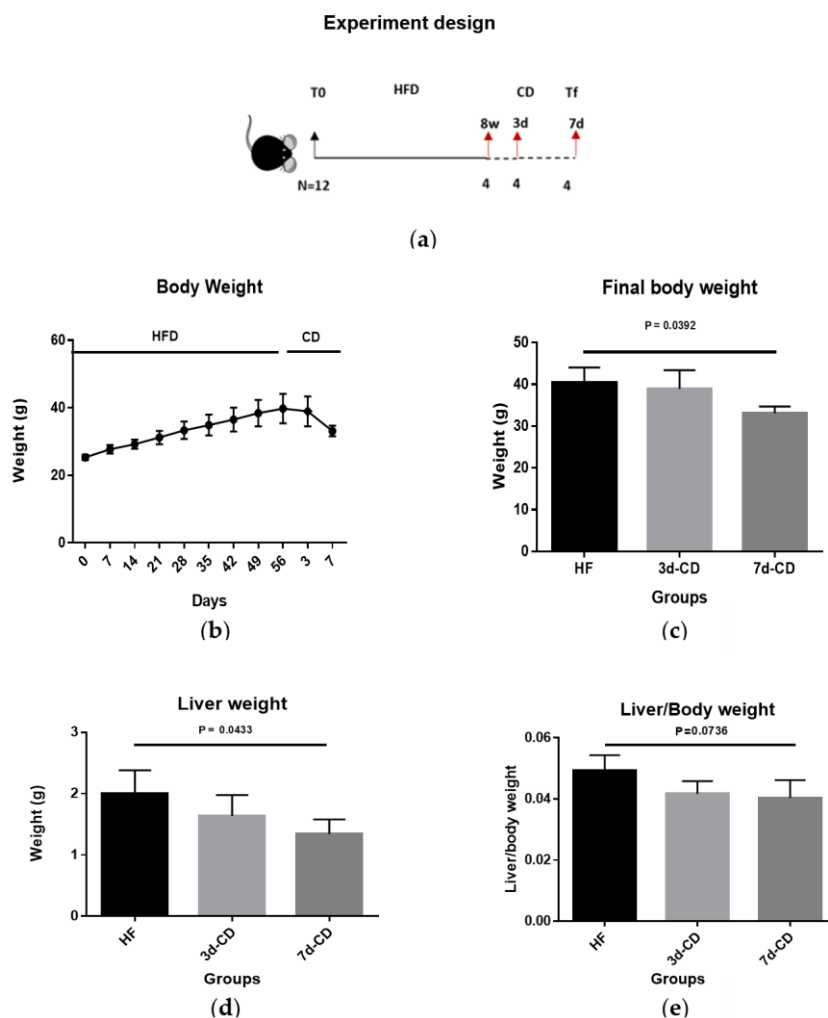 Experiment design
T0 HFD CD Tf
8w 3d 7d
N=12 4 4 4
(a)
Body Weight
HFD CD
60
40
20
0
Weight (g)
0 7 14 21 28 35 42 49 56 3 7
Days
(b)
Final body weight
P = 0.0392
50
40
30
20
10
0
Weight (g)
HF 3d-CD 7d-CD
Groups
(c)
Liver weight
P = 0.0433
3
2
1
0
Weight (g)
HF 3d-CD 7d-CD
Groups
(d)
Liver/Body weight
P=0.0736
0.06
0.04
0.02
0.00
Liver/body weight
HF 3d-CD 7d-CD
Groups
(e)